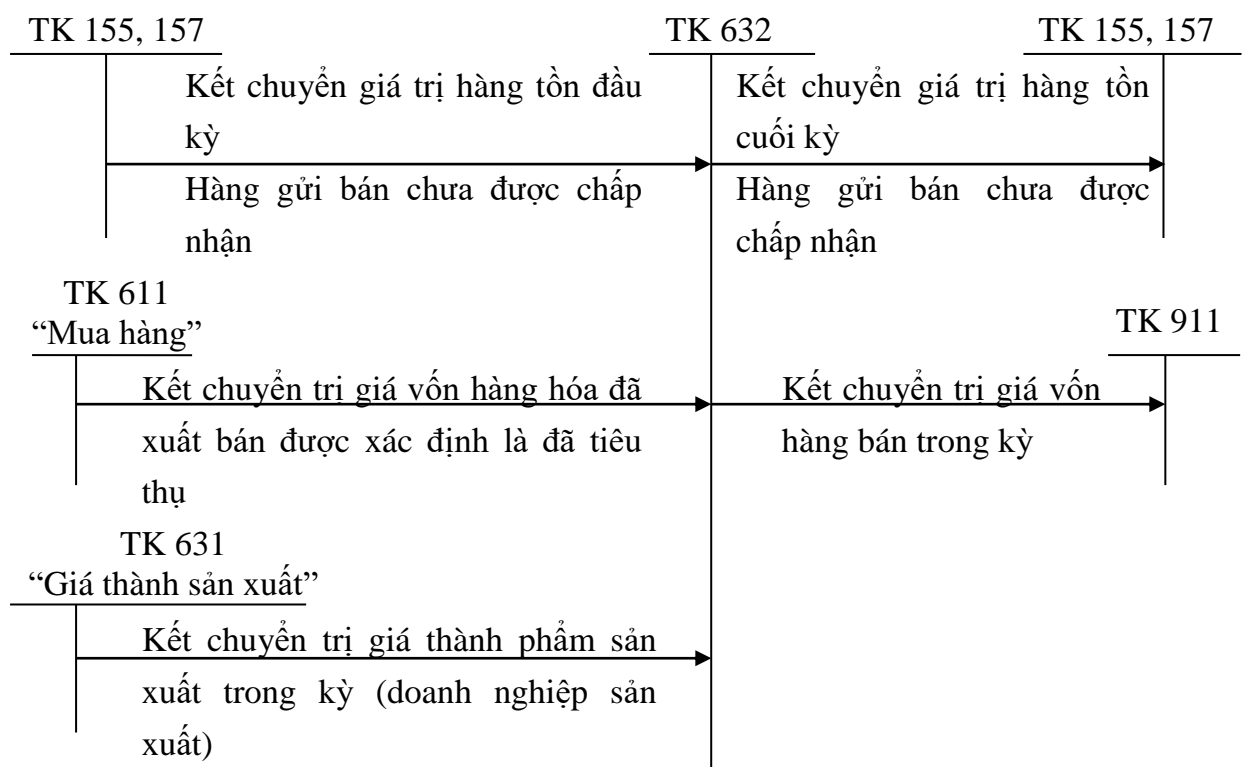 TK 155, 157
TK 632
TK 155, 157
Kết chuyển giá trị hàng tồn đầu
kỳ
Hàng gửi bán chưa được chấp
nhận
Kết chuyển giá trị hàng tồn
cuối kỳ
Hàng gửi bán chưa được
chấp nhận
TK 611
“Mua hàng”
TK 911
Kết chuyển trị giá vốn hàng hóa đã
xuất bán được xác định là đã tiêu
thụ
Kết chuyển trị giá vốn
hàng bán trong kỳ
TK 631
“Giá thành sản xuất”
Kết chuyển trị giá thành phẩm sản
xuất trong kỳ (doanh nghiệp sản
xuất)